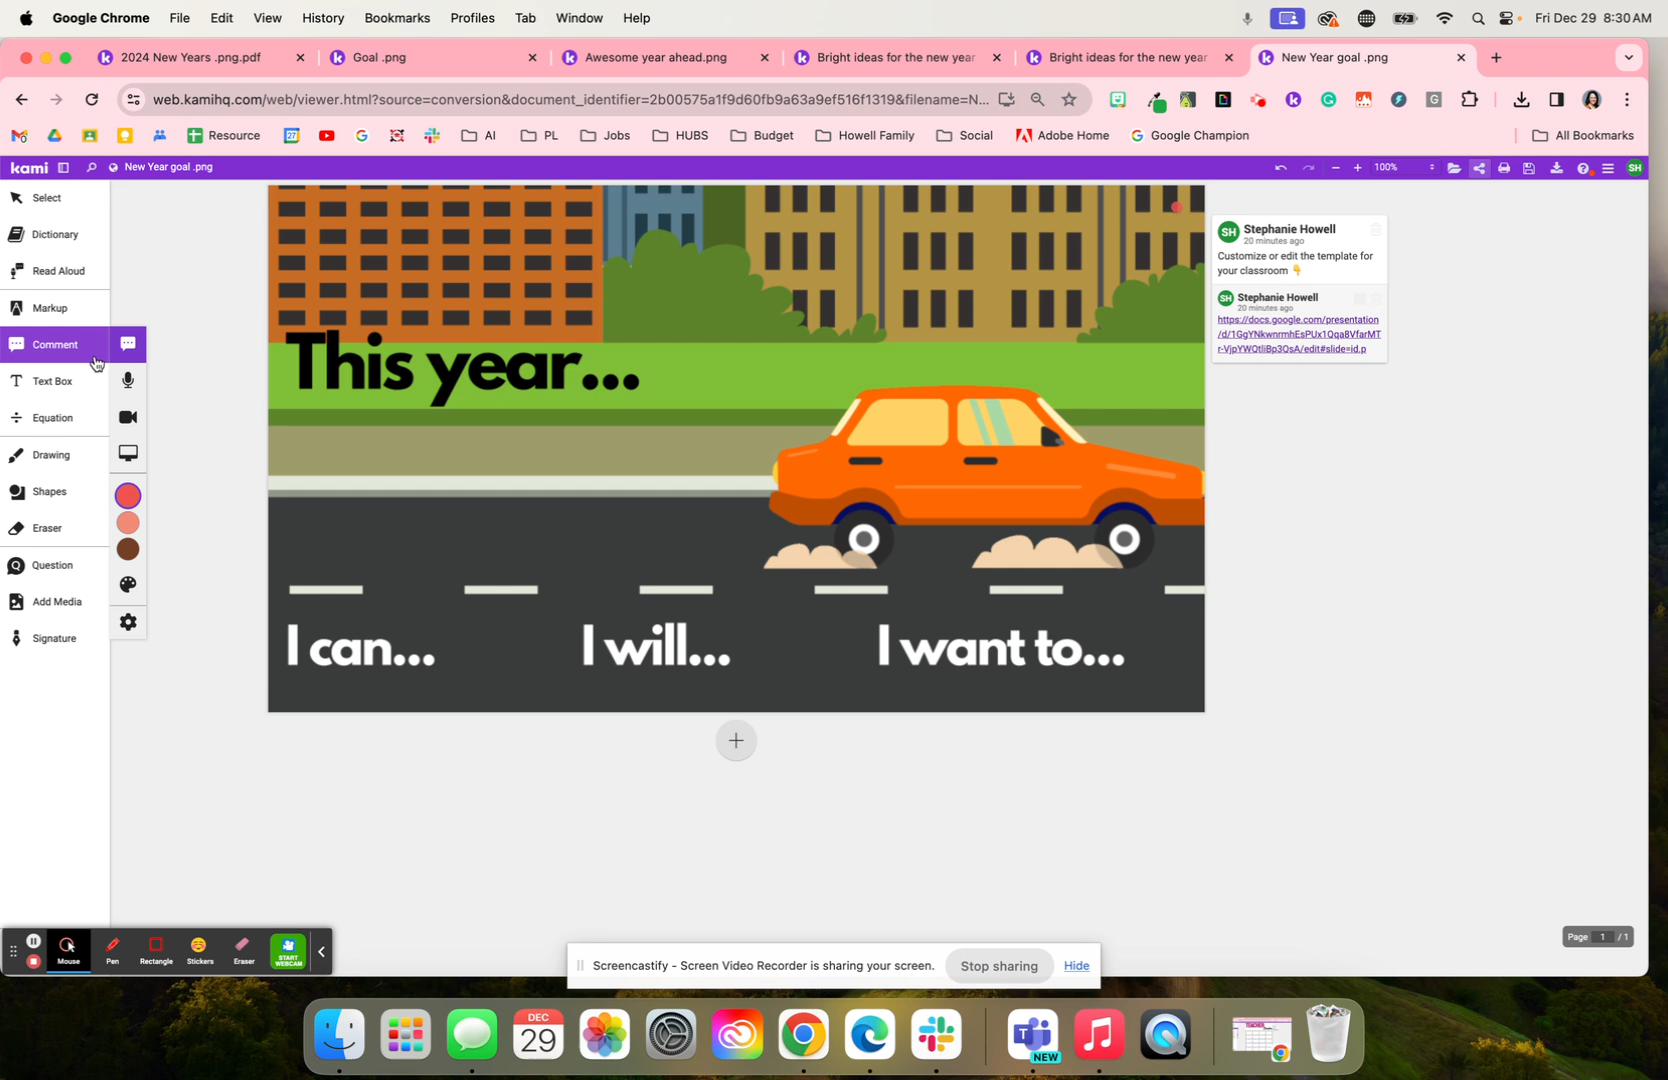 Google Chrome File Edit View History Bookmarks Profiles Tab Window Help Fri Dec 29 8:30 AM
2024 New Years .png.pdf Goal .png Awesome year ahead.png Bright ideas for the new year Bright ideas for the new year New Year goal .png
web.kamihq.com/web/viewer.html?source=conversion&document_identifier=2b00575a1f9d60fb9a63a9ef516f1319&filename=N...
Resource 27 AI PL Jobs HUBS Budget Howell Family Social Adobe Home Google Champion All Bookmarks
kami New Year goal .png 100% SH
Select
Dictionary
Read Aloud
Markup
Comment
Text Box
Equation
Drawing
Shapes
Eraser
Question
Add Media
Signature
This year...
I can... I will... I want to...
SH Stephanie Howell
20 minutes ago
Customize or edit the template for
your classroom 👇
SH Stephanie Howell
20 minutes ago
https://docs.google.com/presentation
/d/1GgYNkwnrmhEsPUx1Qqa8VfarMT
r-VjpYWQtliBp3QsA/edit#slide=id.p
Page 1 / 1
Mouse Pen Rectangle Stickers Eraser START WEBCAM
Screencastify - Screen Video Recorder is sharing your screen. Stop sharing Hide
DEC
29
NEW